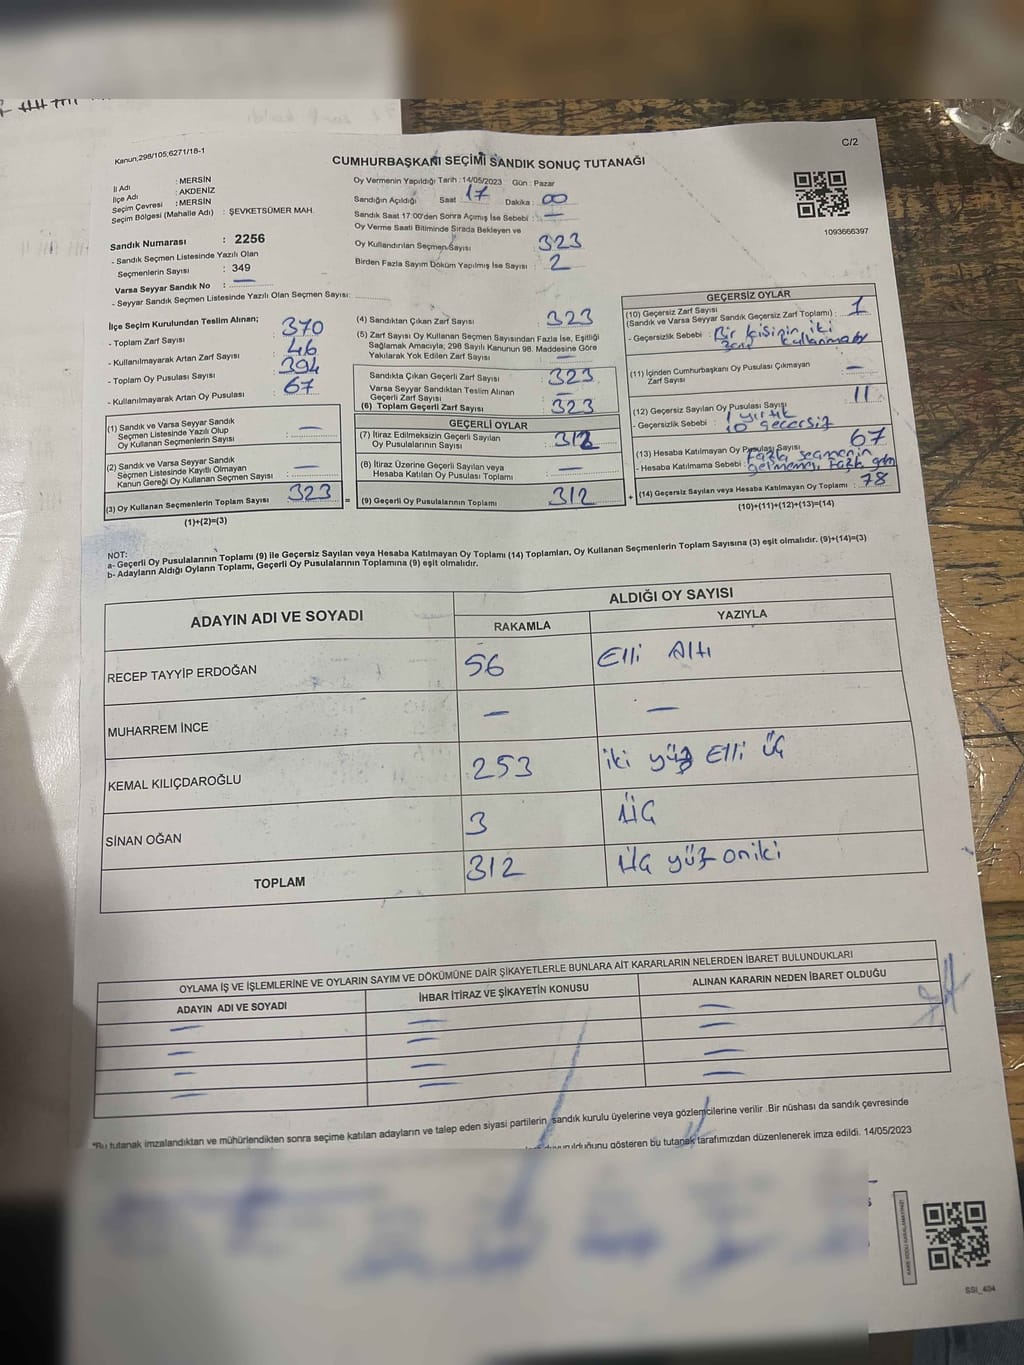 Kanun,298/105,6271/18-1
C/2
CUMHURBAŞKANI SEÇİMİ SANDIK SONUÇ TUTANAĞI
İl Adı : MERSİN
İlçe Adı : AKDENİZ
Seçim Çevresi : MERSİN
Seçim Bölgesi (Mahalle Adı) : ŞEVKETSÜMER MAH.
Sandık Numarası : 2256
- Sandık Seçmen Listesinde Yazılı Olan
Seçmenlerin Sayısı : 349
Varsa Seyyar Sandık No : —
- Seyyar Sandık Seçmen Listesinde Yazılı Olan Seçmen Sayısı:
Oy Vermenin Yapıldığı Tarih : 14/05/2023 Gün : Pazar
Sandığın Açıldığı Saat : 17 Dakika : 00
Sandık Saat 17:00'den Sonra Açımış İse Sebebi : —
Oy Verme Saati Bitiminde Sırada Bekleyen ve
Oy Kullandırılan Seçmen Sayısı : 323
Birden Fazla Sayım Döküm Yapılmış İse Sayısı : 2
1093666397
İlçe Seçim Kurulundan Teslim Alınan;
- Toplam Zarf Sayısı : 370
- Kullanılmayarak Artan Zarf Sayısı : 46
- Toplam Oy Pusulası Sayısı : 394
- Kullanılmayarak Artan Oy Pusulası : 67
(1) Sandık ve Varsa Seyyar Sandık
Seçmen Listesinde Yazılı Olup
Oy Kullanan Seçmenlerin Sayısı : —
(2) Sandık ve Varsa Seyyar Sandık
Seçmen Listesinde Kayıtlı Olmayan
Kanun Gereği Oy Kullanan Seçmen Sayısı : —
(3) Oy Kullanan Seçmenlerin Toplam Sayısı : 323 =
(1)+(2)=(3)
(4) Sandıktan Çıkan Zarf Sayısı : 323
(5) Zarf Sayısı Oy Kullanan Seçmen Sayısından Fazla İse, Eşitliği
Sağlamak Amacıyla, 298 Sayılı Kanunun 98. Maddesine Göre
Yakılarak Yok Edilen Zarf Sayısı : —
Sandıkta Çıkan Geçerli Zarf Sayısı : 323
Varsa Seyyar Sandıktan Teslim Alınan
Geçerli Zarf Sayısı : —
(6) Toplam Geçerli Zarf Sayısı : 323
GEÇERLİ OYLAR
(7) İtiraz Edilmeksizin Geçerli Sayılan
Oy Pusulalarının Sayısı : 312
(8) İtiraz Üzerine Geçerli Sayılan veya
Hesaba Katılan Oy Pusulası Toplamı : —
(9) Geçerli Oy Pusulalarının Toplamı : 312 +
GEÇERSİZ OYLAR
(10) Geçersiz Zarf Sayısı
(Sandık ve Varsa Seyyar Sandık Geçersiz Zarf Toplamı) : 1
- Geçersizlik Sebebi : Bir kişinin iki
kullanması
(11) İçinden Cumhurbaşkanı Oy Pusulası Çıkmayan
Zarf Sayısı : —
(12) Geçersiz Sayılan Oy Pusulası Sayısı : 11
- Geçersizlik Sebebi : 1 yırtık
10 geçersiz
(13) Hesaba Katılmayan Oy Pusulası Sayısı : 67
- Hesaba Katılmama Sebebi : Fazla seçmenin
gelmemesi, Fazla
(14) Geçersiz Sayılan veya Hesaba Katılmayan Oy Toplamı : 78
(10)+(11)+(12)+(13)=(14)
NOT:
a- Geçerli Oy Pusulalarının Toplamı (9) ile Geçersiz Sayılan veya Hesaba Katılmayan Oy Toplamı (14) Toplamları, Oy Kullanan Seçmenlerin Toplam Sayısına (3) eşit olmalıdır. (9)+(14)=(3)
b- Adayların Aldığı Oyların Toplamı, Geçerli Oy Pusulalarının Toplamına (9) eşit olmalıdır.
ADAYIN ADI VE SOYADI
ALDIĞI OY SAYISI
RAKAMLA YAZIYLA
RECEP TAYYİP ERDOĞAN 56 Elli Altı
MUHARREM İNCE — —
KEMAL KILIÇDAROĞLU 253 iki yüz Elli Üç
SİNAN OĞAN 3 Üç
TOPLAM 312 Üç yüz oniki
OYLAMA İŞ VE İŞLEMLERİNE VE OYLARIN SAYIM VE DÖKÜMÜNE DAİR ŞİKAYETLERLE BUNLARA AİT KARARLARIN NELERDEN İBARET BULUNDUKLARI
ADAYIN ADI VE SOYADI İHBAR İTİRAZ VE ŞİKAYETİN KONUSU ALINAN KARARIN NEDEN İBARET OLDUĞU
*Bu tutanak imzalandıktan ve mühürlendikten sonra seçime katılan adayların ve talep eden siyasi partilerin sandık kurulu üyelerine veya gözlemcilerine verilir .Bir nüshası da sandık çevresinde
duyurulduğunu gösteren bu tutanak tarafımızdan düzenlenerek imza edildi. 14/05/2023
SSI_404